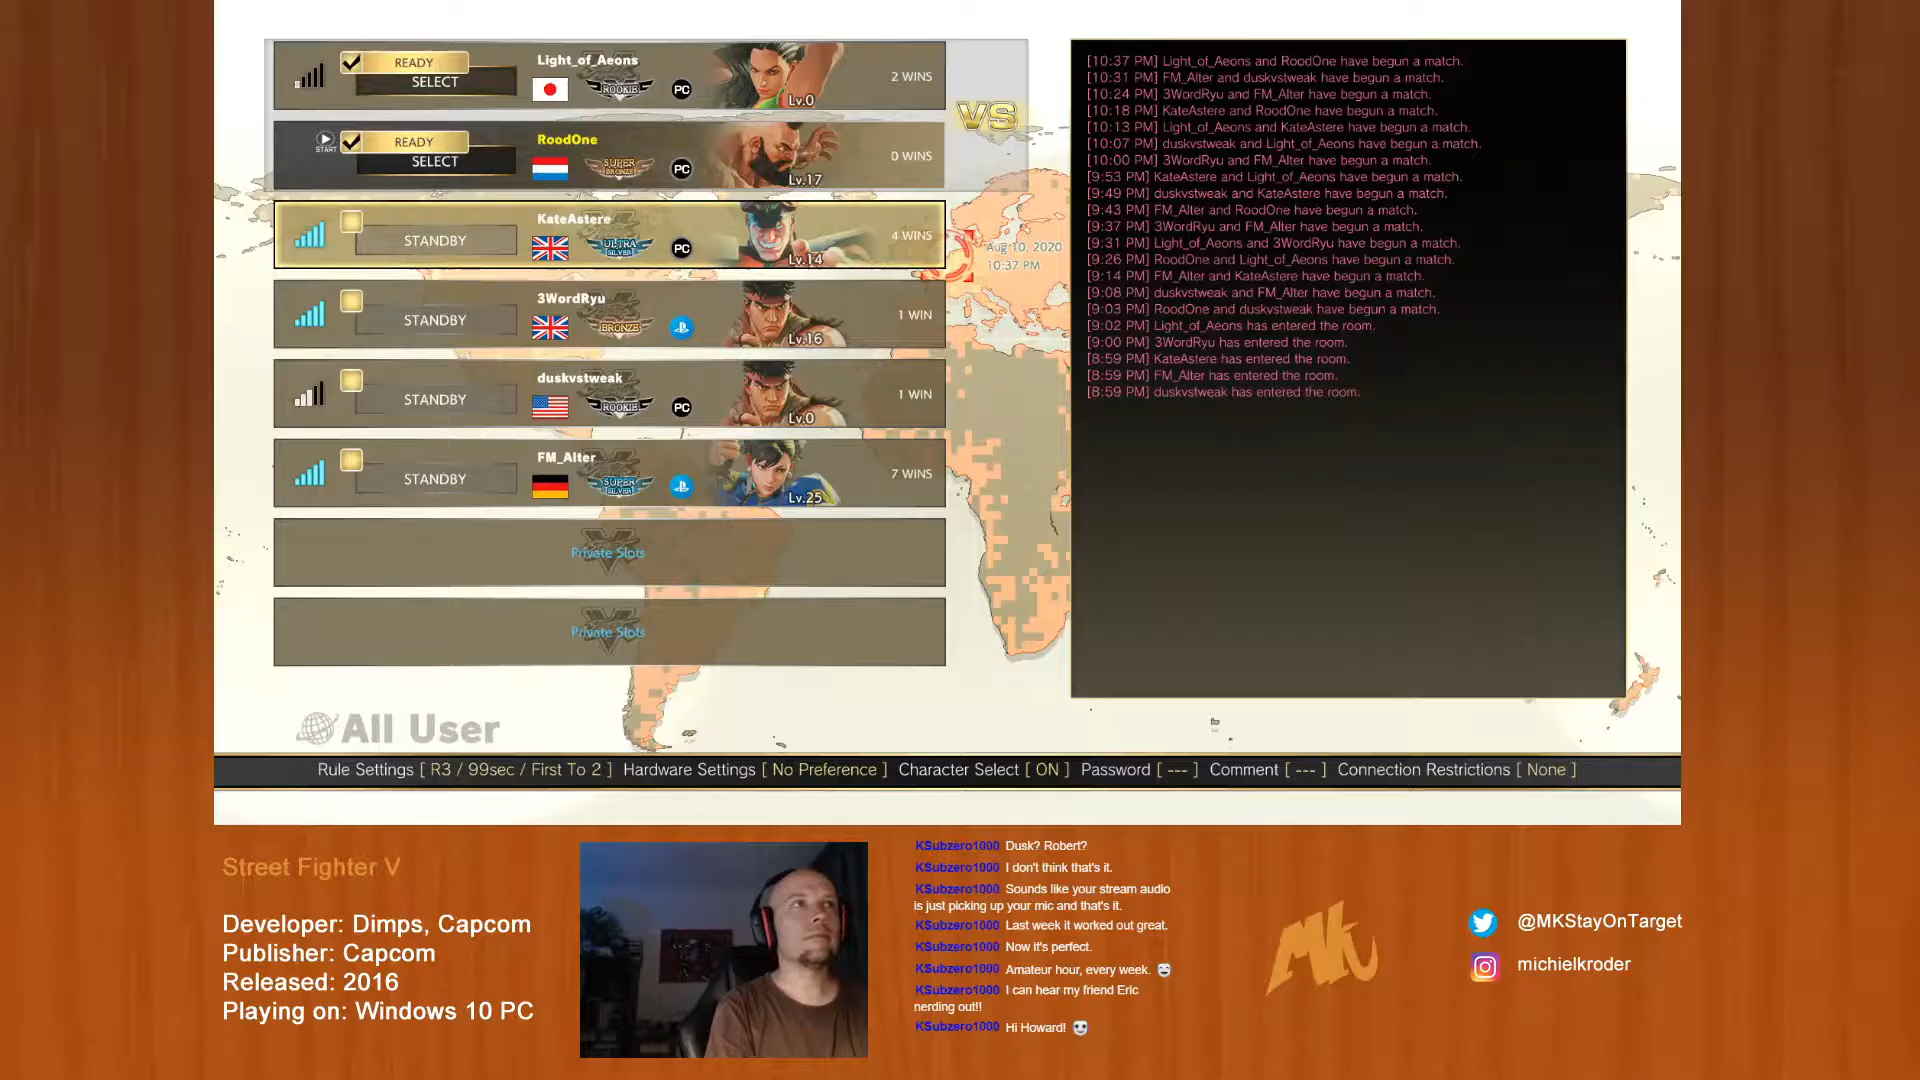 READY
SELECT
Light_of_Aeons
ROOKIE
PC
Lv.0
2 WINS
VS
START
READY
SELECT
RoodOne
SUPER BRONZE
PC
Lv.17
0 WINS
STANDBY
KateAstere
ULTRA SILVER
PC
Lv.14
4 WINS
Aug 10, 2020
10:37 PM
STANDBY
3WordRyu
BRONZE
Lv.16
1 WIN
STANDBY
duskvstweak
ROOKIE
PC
Lv.0
1 WIN
STANDBY
FM_Alter
SUPER SILVER
Lv.25
7 WINS
Private Slots
Private Slots
All User
[10:37 PM] Light_of_Aeons and RoodOne have begun a match.
[10:31 PM] FM_Alter and duskvstweak have begun a match.
[10:24 PM] 3WordRyu and FM_Alter have begun a match.
[10:18 PM] KateAstere and RoodOne have begun a match.
[10:13 PM] Light_of_Aeons and KateAstere have begun a match.
[10:07 PM] duskvstweak and Light_of_Aeons have begun a match.
[10:00 PM] 3WordRyu and FM_Alter have begun a match.
[9:53 PM] KateAstere and Light_of_Aeons have begun a match.
[9:49 PM] duskvstweak and KateAstere have begun a match.
[9:43 PM] FM_Alter and RoodOne have begun a match.
[9:37 PM] 3WordRyu and FM_Alter have begun a match.
[9:31 PM] Light_of_Aeons and 3WordRyu have begun a match.
[9:26 PM] RoodOne and Light_of_Aeons have begun a match.
[9:14 PM] FM_Alter and KateAstere have begun a match.
[9:08 PM] duskvstweak and FM_Alter have begun a match.
[9:03 PM] RoodOne and duskvstweak have begun a match.
[9:02 PM] Light_of_Aeons has entered the room.
[9:00 PM] 3WordRyu has entered the room.
[8:59 PM] KateAstere has entered the room.
[8:59 PM] FM_Alter has entered the room.
[8:59 PM] duskvstweak has entered the room.
Rule Settings [ R3 / 99sec / First To 2 ] Hardware Settings [ No Preference ] Character Select [ ON ] Password [ --- ] Comment [ --- ] Connection Restrictions [ None ]
Street Fighter V
Developer: Dimps, Capcom
Publisher: Capcom
Released: 2016
Playing on: Windows 10 PC
KSubzero1000 Dusk? Robert?
KSubzero1000 I don't think that's it.
KSubzero1000 Sounds like your stream audio
is just picking up your mic and that's it.
KSubzero1000 Last week it worked out great.
KSubzero1000 Now it's perfect.
KSubzero1000 Amateur hour, every week.
KSubzero1000 I can hear my friend Eric
nerding out!!
KSubzero1000 Hi Howard!
MK
@MKStayOnTarget
michielkroder